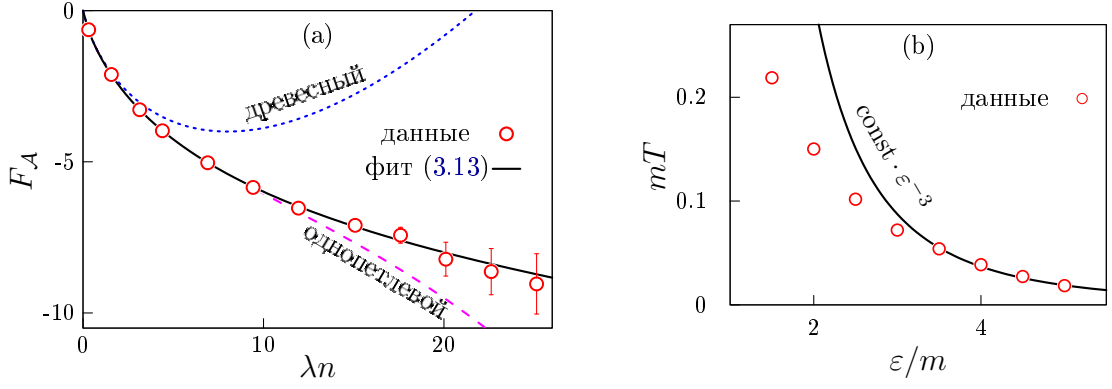 (a)
0
-5
-10
F_A
0
10
20
λn
древесный
данные
фит (3.13)
однопетлевой
(b)
0.2
0.1
0
mT
2
4
ε/m
данные
const · ε⁻³